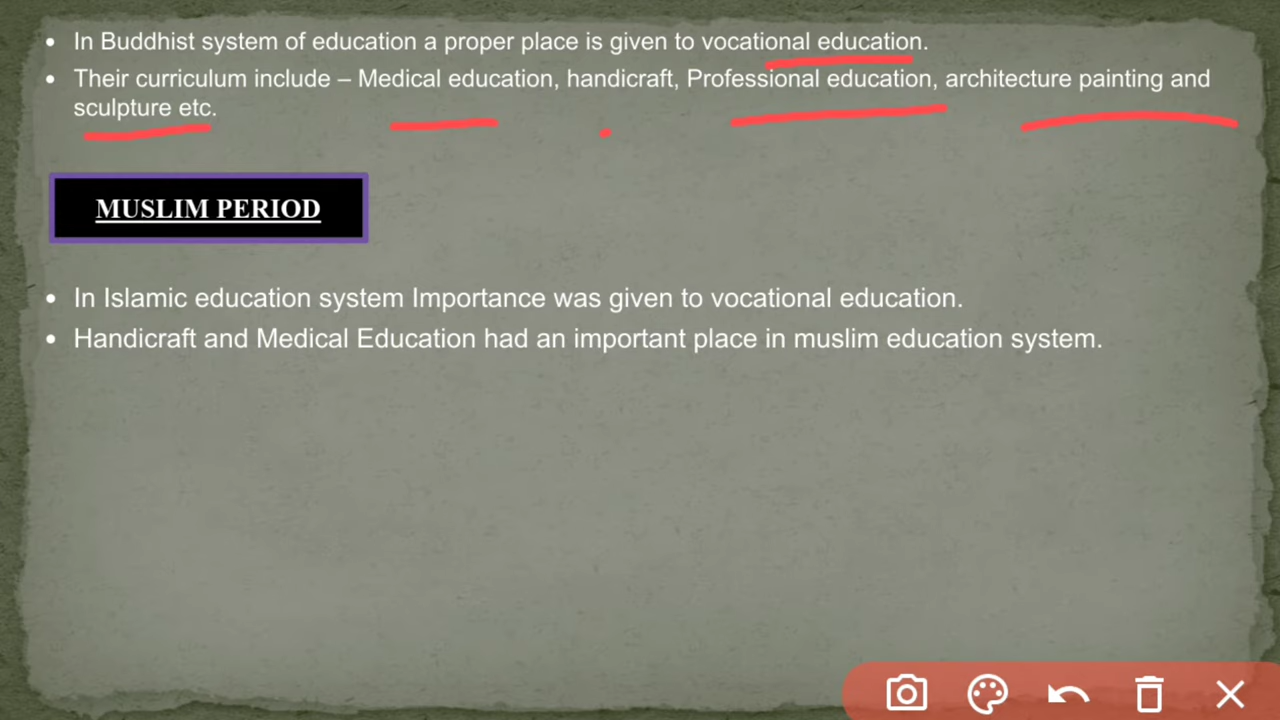 • In Buddhist system of education a proper place is given to vocational education.
• Their curriculum include – Medical education, handicraft, Professional education, architecture painting and
sculpture etc.
MUSLIM PERIOD
• In Islamic education system Importance was given to vocational education.
• Handicraft and Medical Education had an important place in muslim education system.